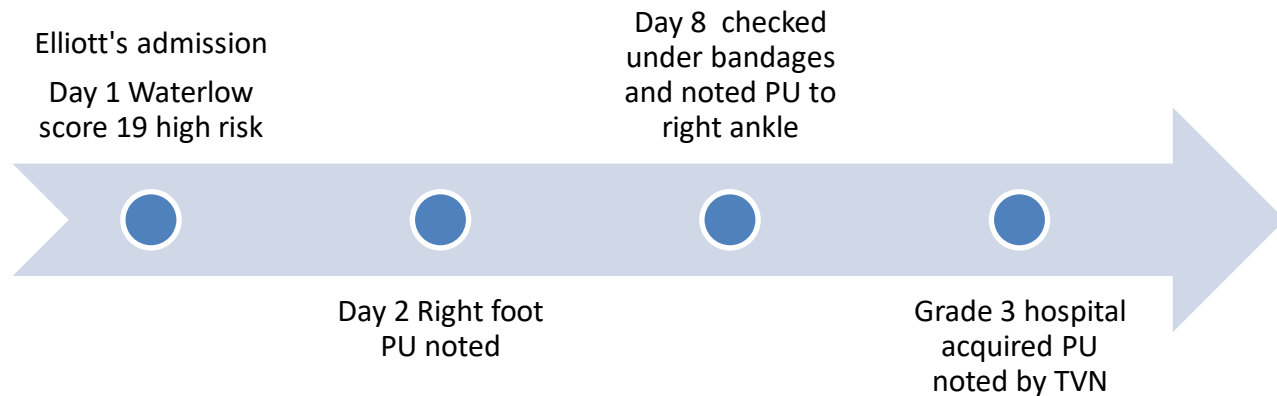 Elliott's admission
Day 1 Waterlow
score 19 high risk
Day 2 Right foot
PU noted
Day 8  checked
under bandages
and noted PU to
right ankle
Grade 3 hospital
acquired PU
noted by TVN